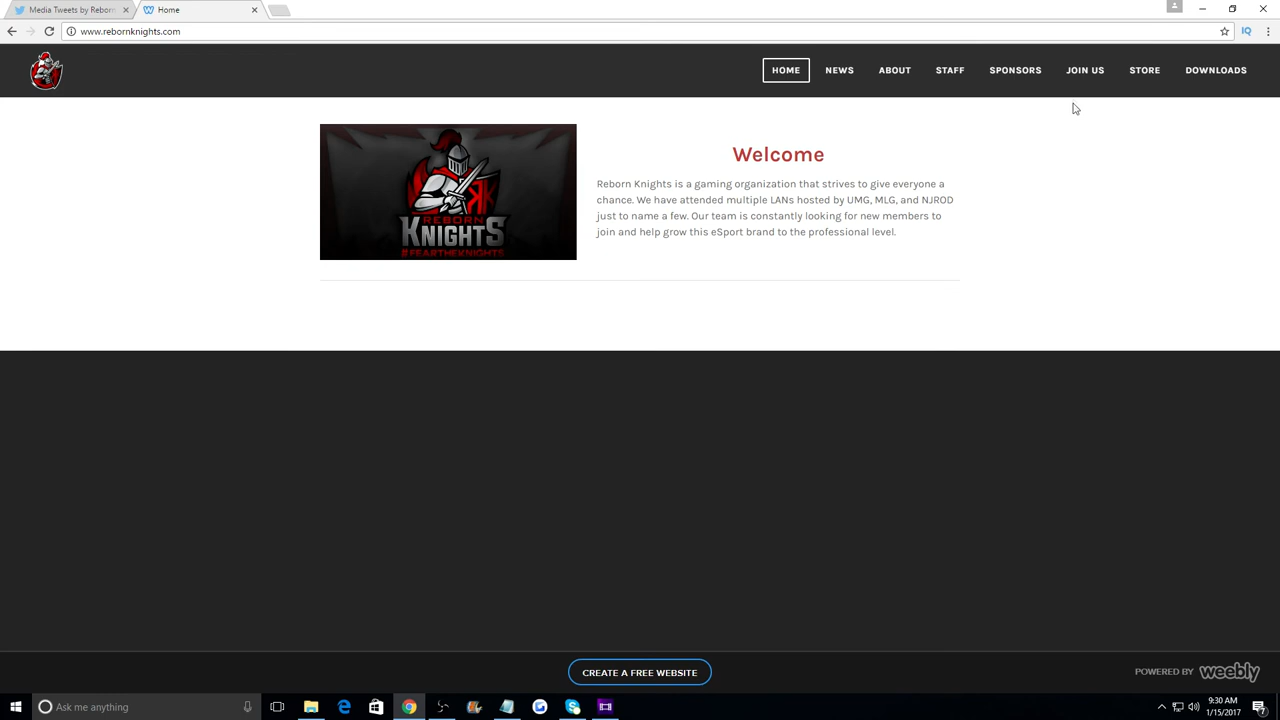 Media Tweets by Reborn
Home
www.rebornknights.com
IQ
HOME
NEWS
ABOUT
STAFF
SPONSORS
JOIN US
STORE
DOWNLOADS
REBORN
KNIGHTS
#FEARTHEKNIGHTS
Welcome
Reborn Knights is a gaming organization that strives to give everyone a
chance. We have attended multiple LANs hosted by UMG, MLG, and NJROD
just to name a few. Our team is constantly looking for new members to
join and help grow this eSport brand to the professional level.
CREATE A FREE WEBSITE
POWERED BY weebly
Ask me anything
9:30 AM
1/15/2017